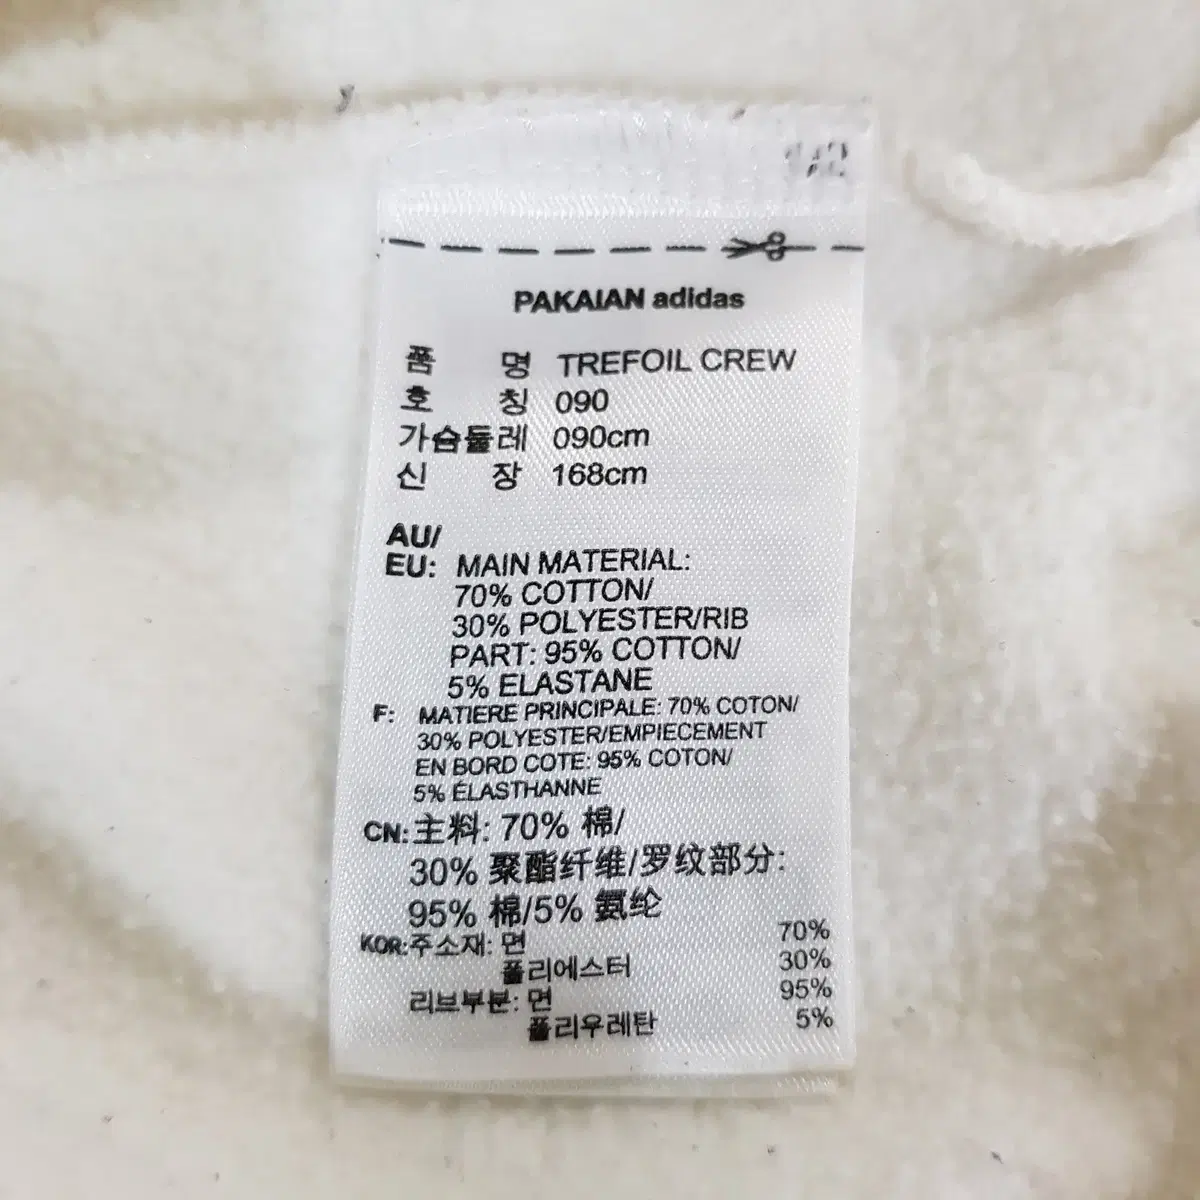 PAKAIAN adidas
품 명 TREFOIL CREW
호 칭 090
가슴둘레 090cm
신 장 168cm
AU/
EU: MAIN MATERIAL:
70% COTTON/
30% POLYESTER/RIB
PART: 95% COTTON/
5% ELASTANE
F: MATIERE PRINCIPALE: 70% COTON/
30% POLYESTER/EMPIECEMENT
EN BORD COTE: 95% COTON/
5% ÉLASTHANNE
CN: 主料: 70% 棉/
30% 聚酯纤维/罗纹部分:
95% 棉/5% 氨纶
KOR: 주소재: 면 70%
폴리에스터 30%
리브부분: 면 95%
폴리우레탄 5%